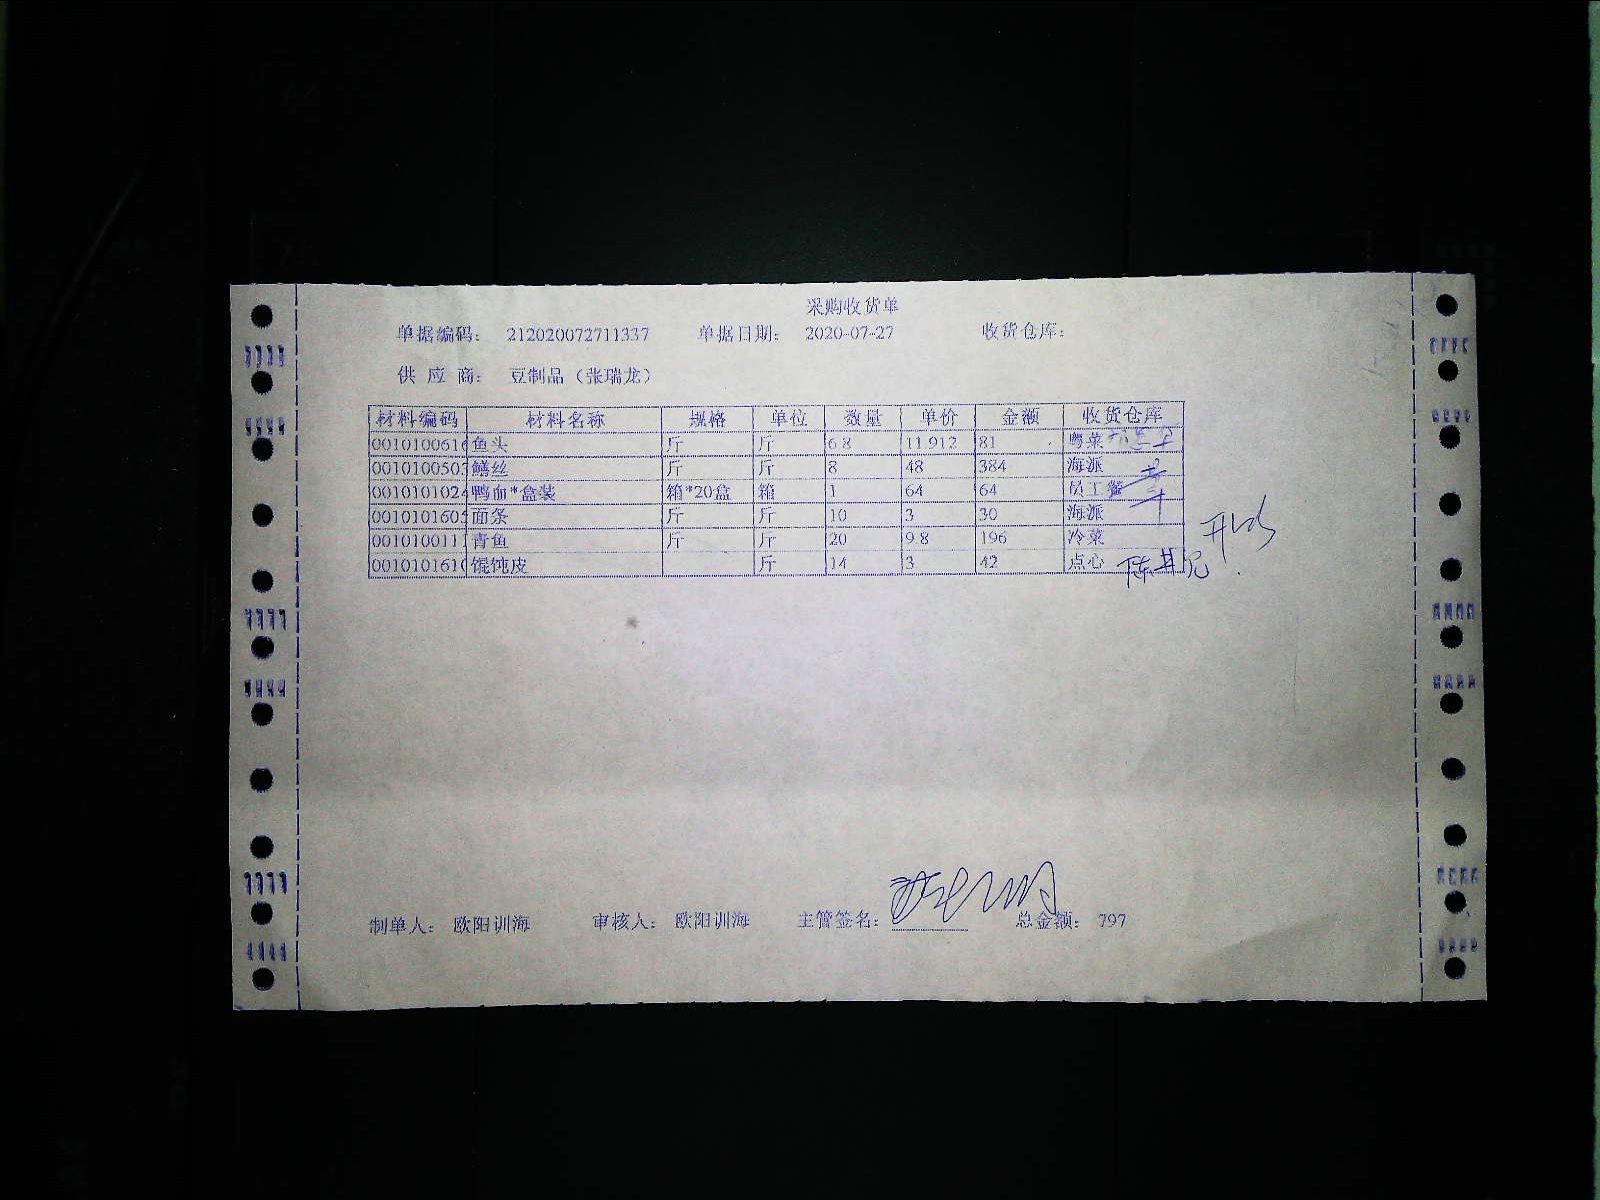 采购收货单
单据编码： 212020072711337 单据日期： 2020-07-27 收货仓库：
供 应 商： 豆制品（张瑞龙）
材料编码 材料名称 规格 单位 数量 单价 金额 收货仓库
0010100616 鱼头 斤 斤 6.8 11.912 81 粤菜
0010100503 鳝丝 斤 斤 8 48 384 海派
0010101024 鸭血*盒装 箱*20盒 箱 1 64 64 员工餐
0010101605 面条 斤 斤 10 3 30 海派
0010100111 青鱼 斤 斤 20 9.8 196 冷菜
0010101610 馄饨皮 斤 14 3 42 点心
制单人： 欧阳训海 审核人： 欧阳训海 主管签名： 总金额： 797